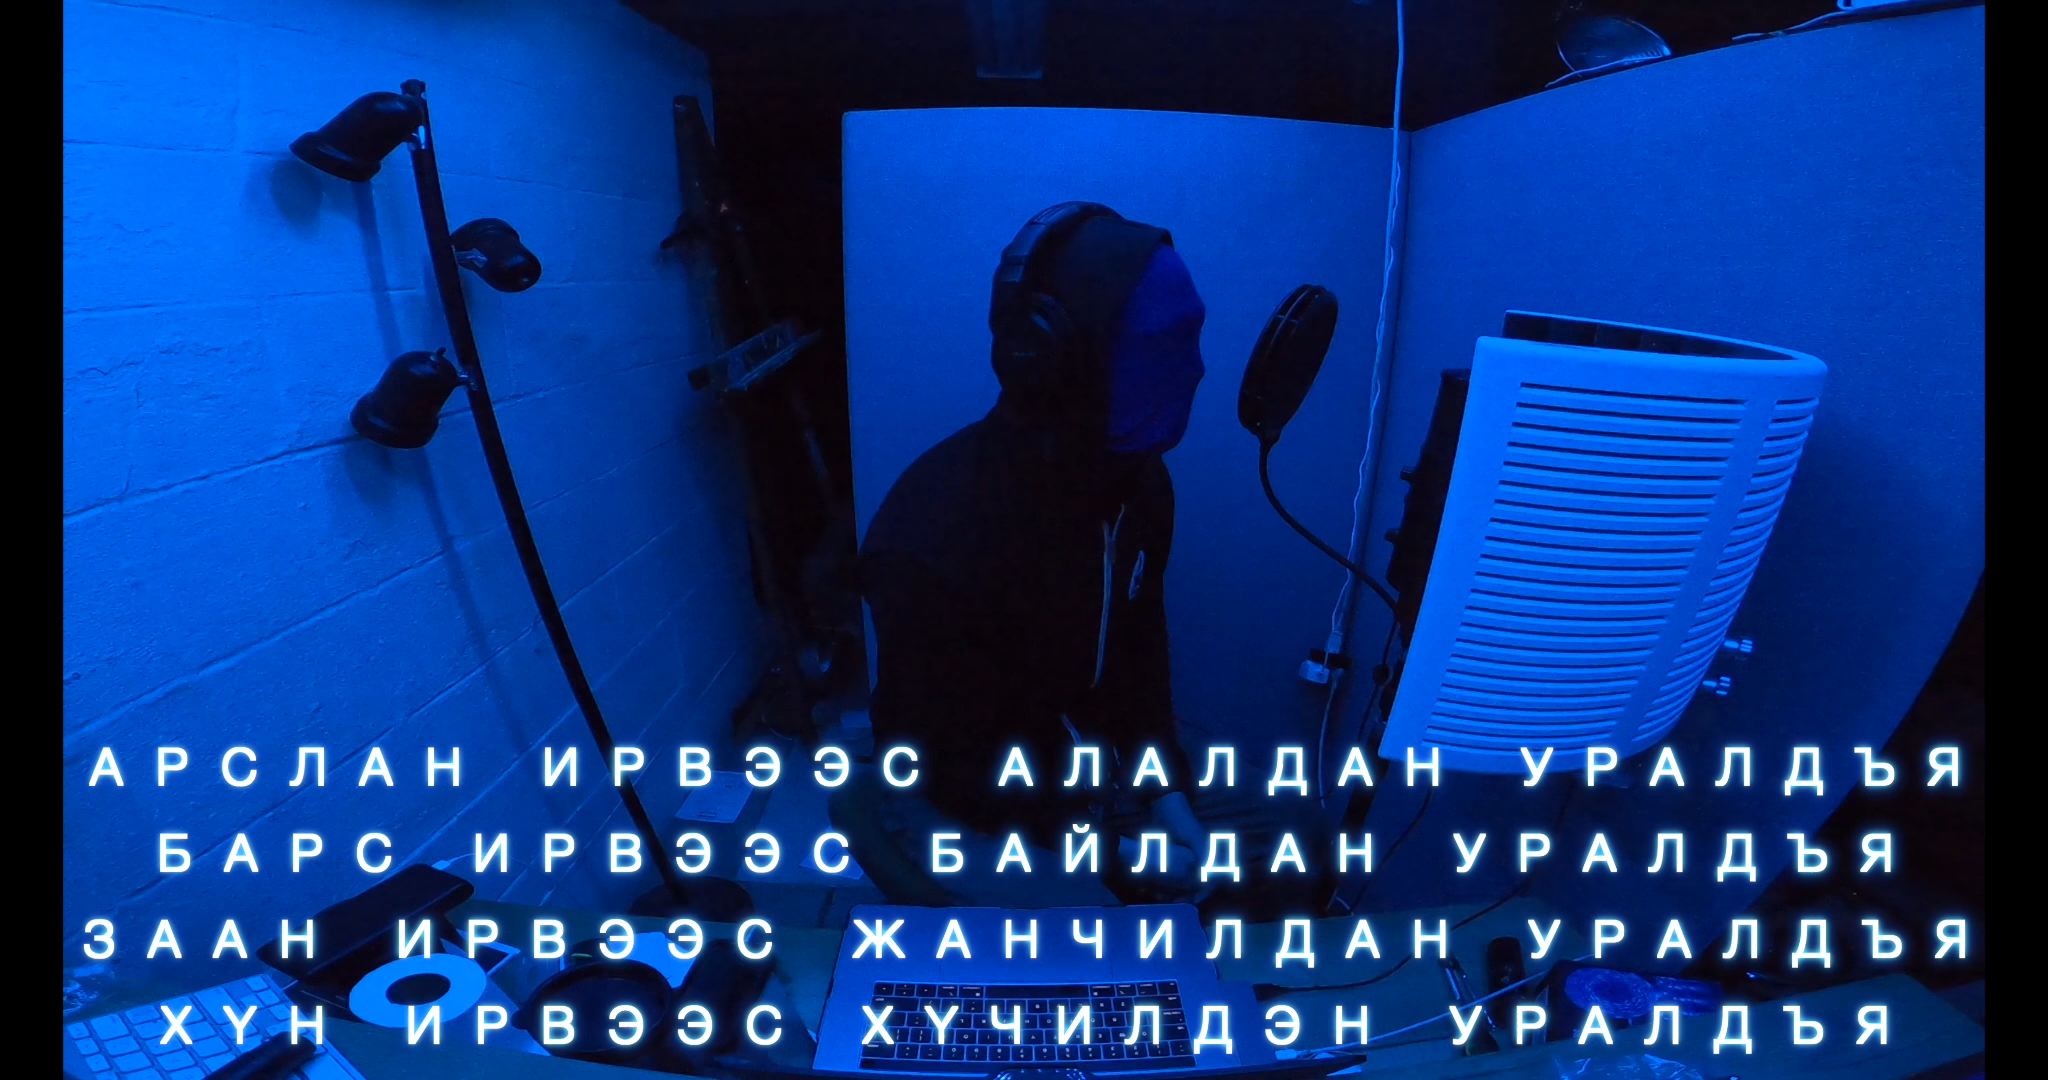 АРСЛАН ИРВЭЭС АЛАЛДАН УРАЛДЪЯ
БАРС ИРВЭЭС БАЙЛДАН УРАЛДЪЯ
ЗААН ИРВЭЭС ЖАНЧИЛДАН УРАЛДЪЯ
ХҮН ИРВЭЭС ХҮЧИЛДЭН УРАЛДЪЯ